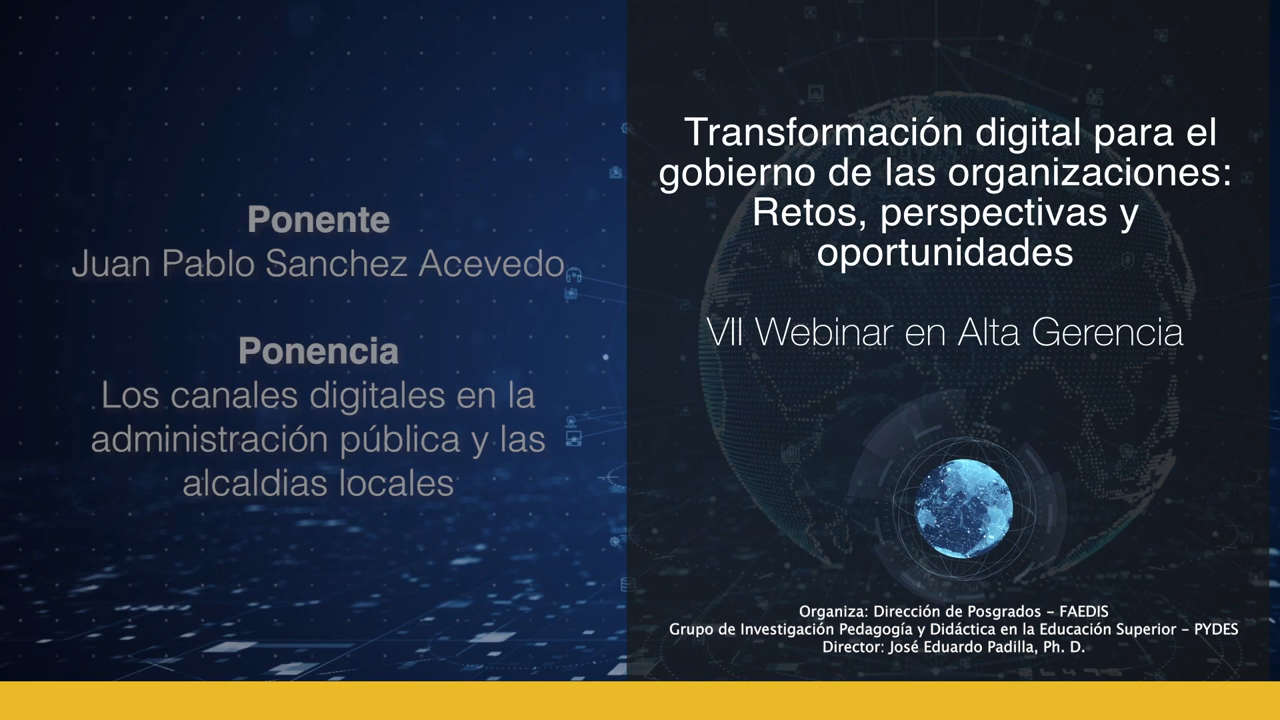 Ponente
Juan Pablo Sanchez Acevedo
Ponencia
Los canales digitales en la
administración pública y las
alcaldias locales
Transformación digital para el
gobierno de las organizaciones:
Retos, perspectivas y
oportunidades
VII Webinar en Alta Gerencia
Organiza: Dirección de Posgrados – FAEDIS
Grupo de Investigación Pedagogía y Didáctica en la Educación Superior – PYDES
Director: José Eduardo Padilla, Ph. D.